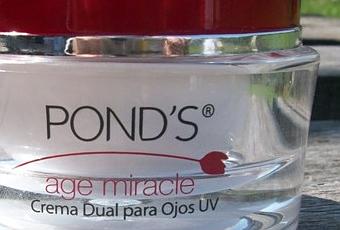 POND'S®
age miracle
Crema Dual para Ojos UV